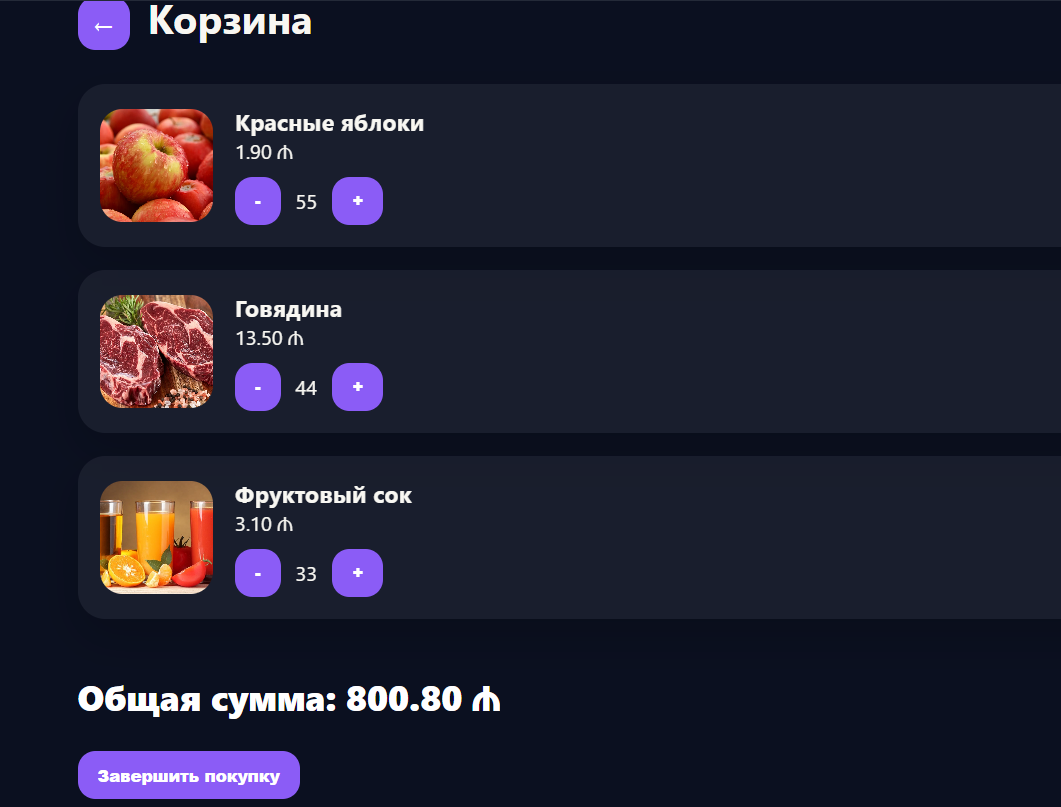 ← Корзина
Красные яблоки
1.90 ₼
- 55 +
Говядина
13.50 ₼
- 44 +
Фруктовый сок
3.10 ₼
- 33 +
Общая сумма: 800.80 ₼
Завершить покупку